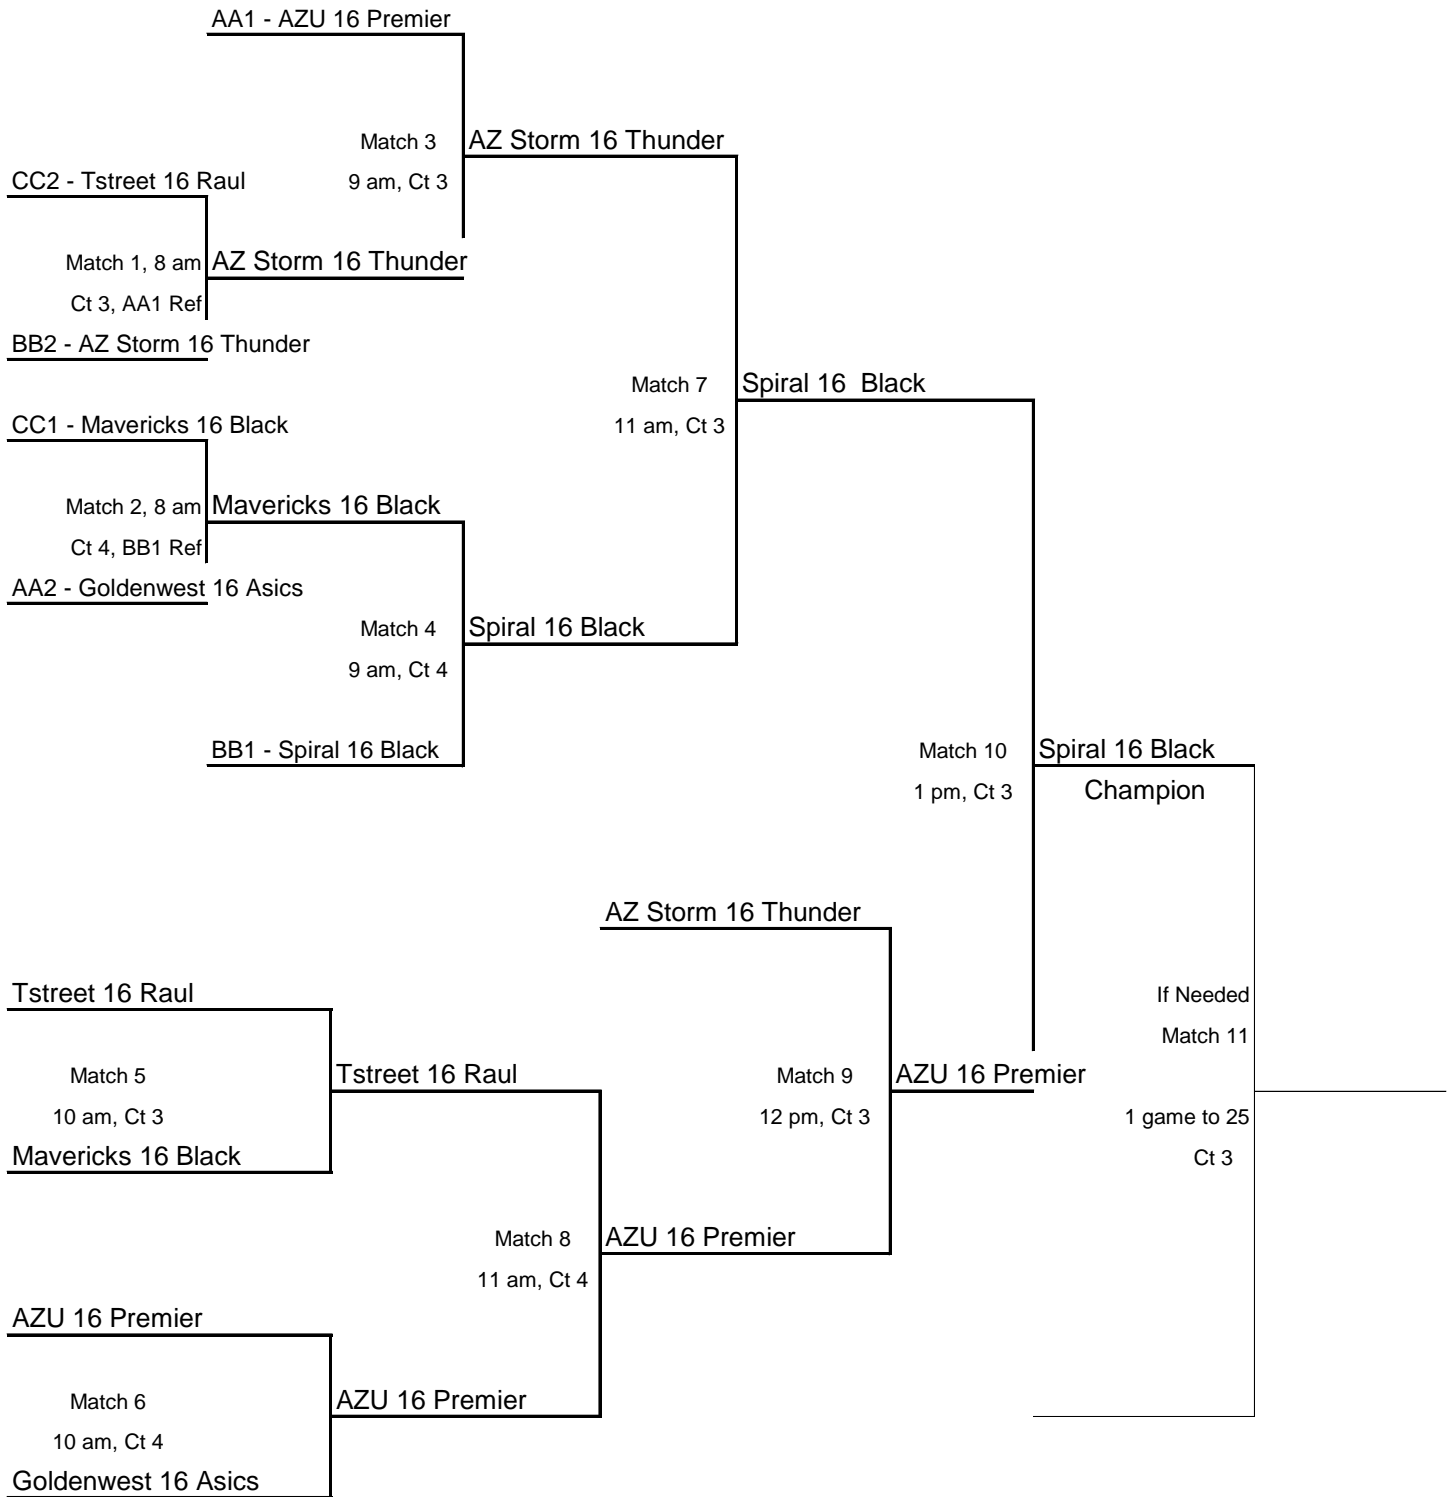 AA1 - AZU 16 Premier
Match 3
AZ Storm 16 Thunder
CC2 - Tstreet 16 Raul
9 am, Ct 3
Match 1, 8 am
AZ Storm 16 Thunder
Ct 3, AA1 Ref
BB2 - AZ Storm 16 Thunder
Match 7
Spiral 16  Black
CC1 - Mavericks 16 Black
11 am, Ct 3
Match 2, 8 am
Mavericks 16 Black
Ct 4, BB1 Ref
AA2 - Goldenwest 16 Asics
Match 4
Spiral 16 Black
9 am, Ct 4
BB1 - Spiral 16 Black
Match 10
Spiral 16 Black
1 pm, Ct 3
Champion
AZ Storm 16 Thunder
Tstreet 16 Raul
If Needed
Match 11
Match 5
Tstreet 16 Raul
Match 9
AZU 16 Premier
10 am, Ct 3
12 pm, Ct 3
1 game to 25
Mavericks 16 Black
Ct 3
Match 8
AZU 16 Premier
11 am, Ct 4
AZU 16 Premier
Match 6
AZU 16 Premier
10 am, Ct 4
Goldenwest 16 Asics